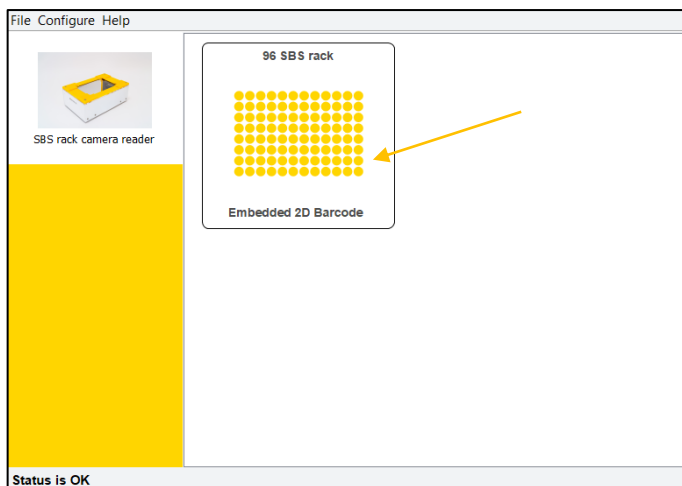 File Configure Help
SBS rack camera reader
96 SBS rack
Embedded 2D Barcode
Status is OK